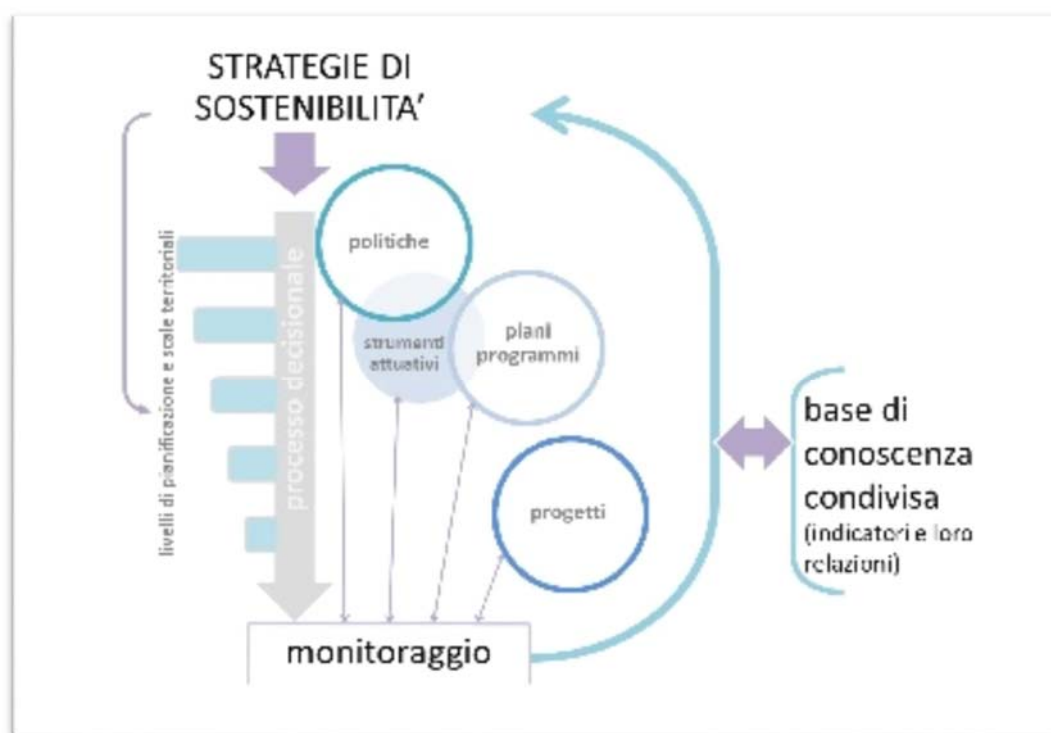 STRATEGIE DI
SOSTENIBILITA'
livelli di pianificazione e scale territoriali
processo decisionale
politiche
strumenti
attuativi
piani
programmi
progetti
base di
conoscenza
condivisa
(indicatori e loro
relazioni)
monitoraggio